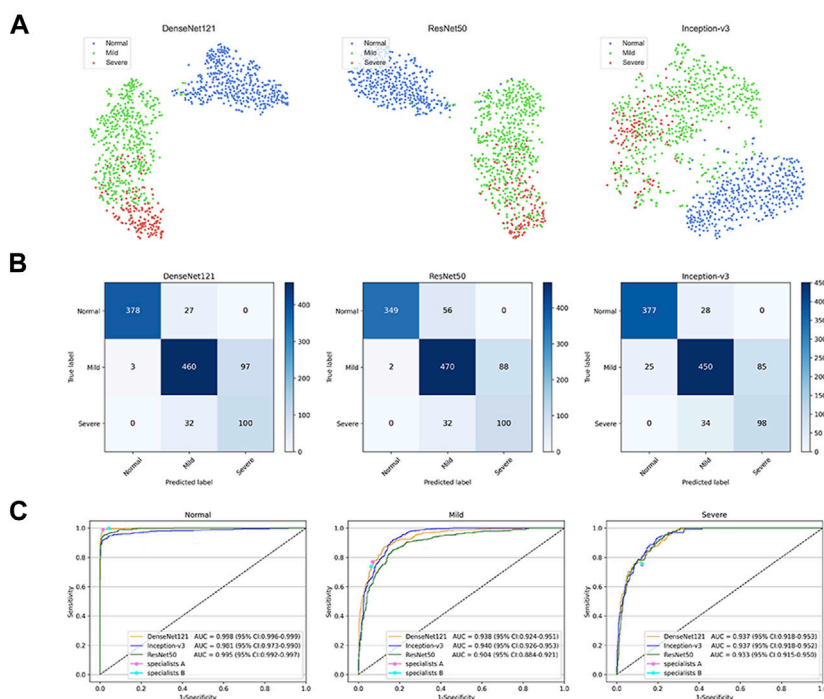 A
DenseNet121
ResNet50
Inception-v3
Normal
Mild
Severe
Normal
Mild
Severe
Normal
Mild
Severe
B
DenseNet121
ResNet50
Inception-v3
True label
Normal
Mild
Severe
378 27 0
3 460 97
0 32 100
Normal Mild Severe
Predicted label
400
300
200
100
0
True label
Normal
Mild
Severe
349 56 0
2 470 88
0 32 100
Normal Mild Severe
Predicted label
400
300
200
100
0
True label
Normal
Mild
Severe
377 28 0
25 450 85
0 34 98
Normal Mild Severe
Predicted label
450
400
350
300
250
200
150
100
50
0
C
Normal
Mild
Severe
Sensitivity
1.0
0.8
0.6
0.4
0.2
0.0
DenseNet121 AUC = 0.998 (95% CI:0.996-0.999)
Inception-v3 AUC = 0.981 (95% CI:0.973-0.990)
ResNet50 AUC = 0.995 (95% CI:0.992-0.997)
specialists A
specialists B
0.0 0.2 0.4 0.6 0.8 1.0
1-Specificity
Sensitivity
1.0
0.8
0.6
0.4
0.2
0.0
DenseNet121 AUC = 0.938 (95% CI:0.924-0.951)
Inception-v3 AUC = 0.940 (95% CI:0.926-0.953)
ResNet50 AUC = 0.904 (95% CI:0.884-0.921)
specialists A
specialists B
0.0 0.2 0.4 0.6 0.8 1.0
1-Specificity
Sensitivity
1.0
0.8
0.6
0.4
0.2
0.0
DenseNet121 AUC = 0.937 (95% CI:0.918-0.953)
Inception-v3 AUC = 0.937 (95% CI:0.918-0.952)
ResNet50 AUC = 0.933 (95% CI:0.915-0.950)
specialists A
specialists B
0.0 0.2 0.4 0.6 0.8 1.0
1-Specificity